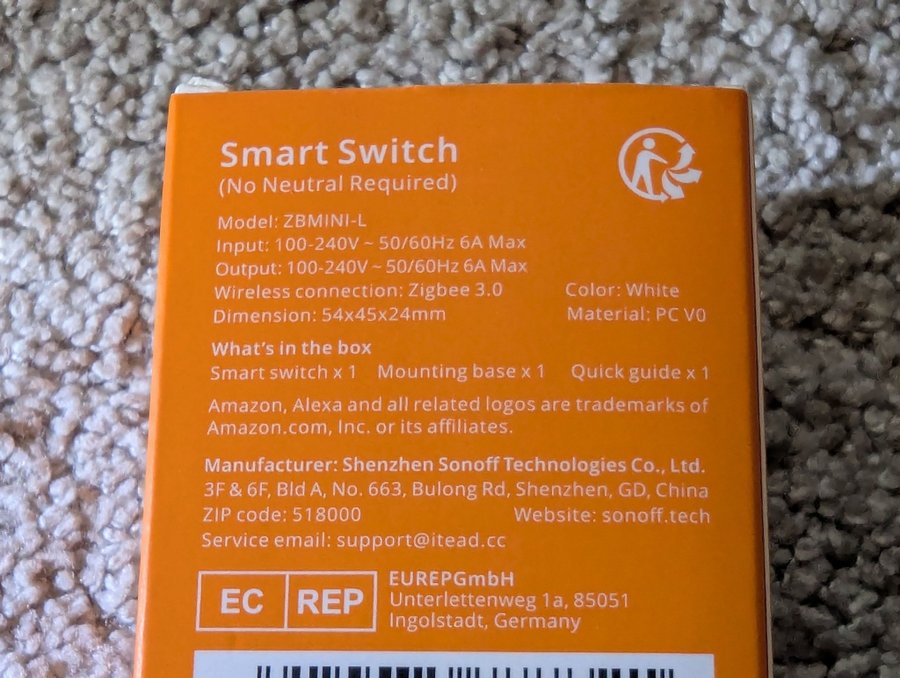 Smart Switch
(No Neutral Required)
Model: ZBMINI-L
Input: 100-240V ~ 50/60Hz 6A Max
Output: 100-240V ~ 50/60Hz 6A Max
Wireless connection: Zigbee 3.0 Color: White
Dimension: 54x45x24mm Material: PC V0
What's in the box
Smart switch x 1 Mounting base x 1 Quick guide x 1
Amazon, Alexa and all related logos are trademarks of
Amazon.com, Inc. or its affiliates.
Manufacturer: Shenzhen Sonoff Technologies Co., Ltd.
3F & 6F, Bld A, No. 663, Bulong Rd, Shenzhen, GD, China
ZIP code: 518000 Website: sonoff.tech
Service email: support@itead.cc
EC REP
EUREPGmbH
Unterlettenweg 1a, 85051
Ingolstadt, Germany